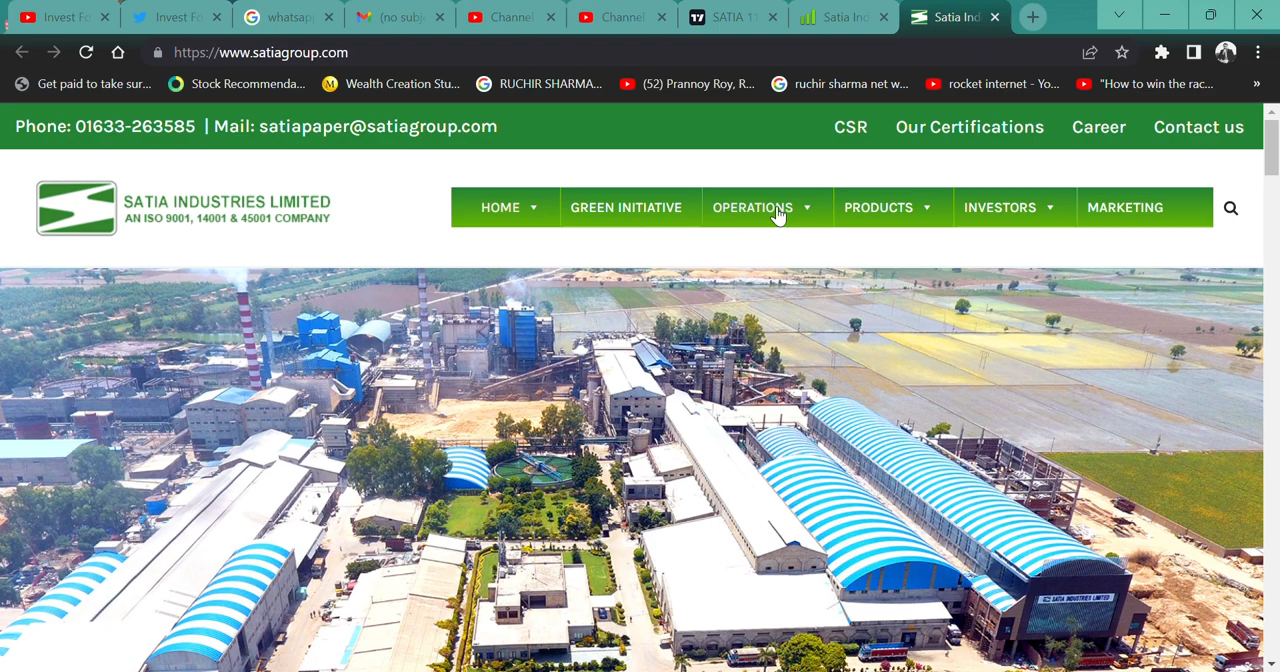 Invest Fo
Invest Fo
whatsapp
(no subj
Channel
Channel
SATIA 11
Satia Ind
Satia Ind
https://www.satiagroup.com
Get paid to take sur...
Stock Recommenda...
Wealth Creation Stu...
RUCHIR SHARMA...
(52) Prannoy Roy, R...
ruchir sharma net w...
rocket internet - Yo...
"How to win the rac...
»
Phone: 01633-263585 | Mail: satiapaper@satiagroup.com
CSR
Our Certifications
Career
Contact us
SATIA INDUSTRIES LIMITED
AN ISO 9001, 14001 & 45001 COMPANY
HOME
GREEN INITIATIVE
OPERATIONS
PRODUCTS
INVESTORS
MARKETING
SATIA INDUSTRIES LIMITED